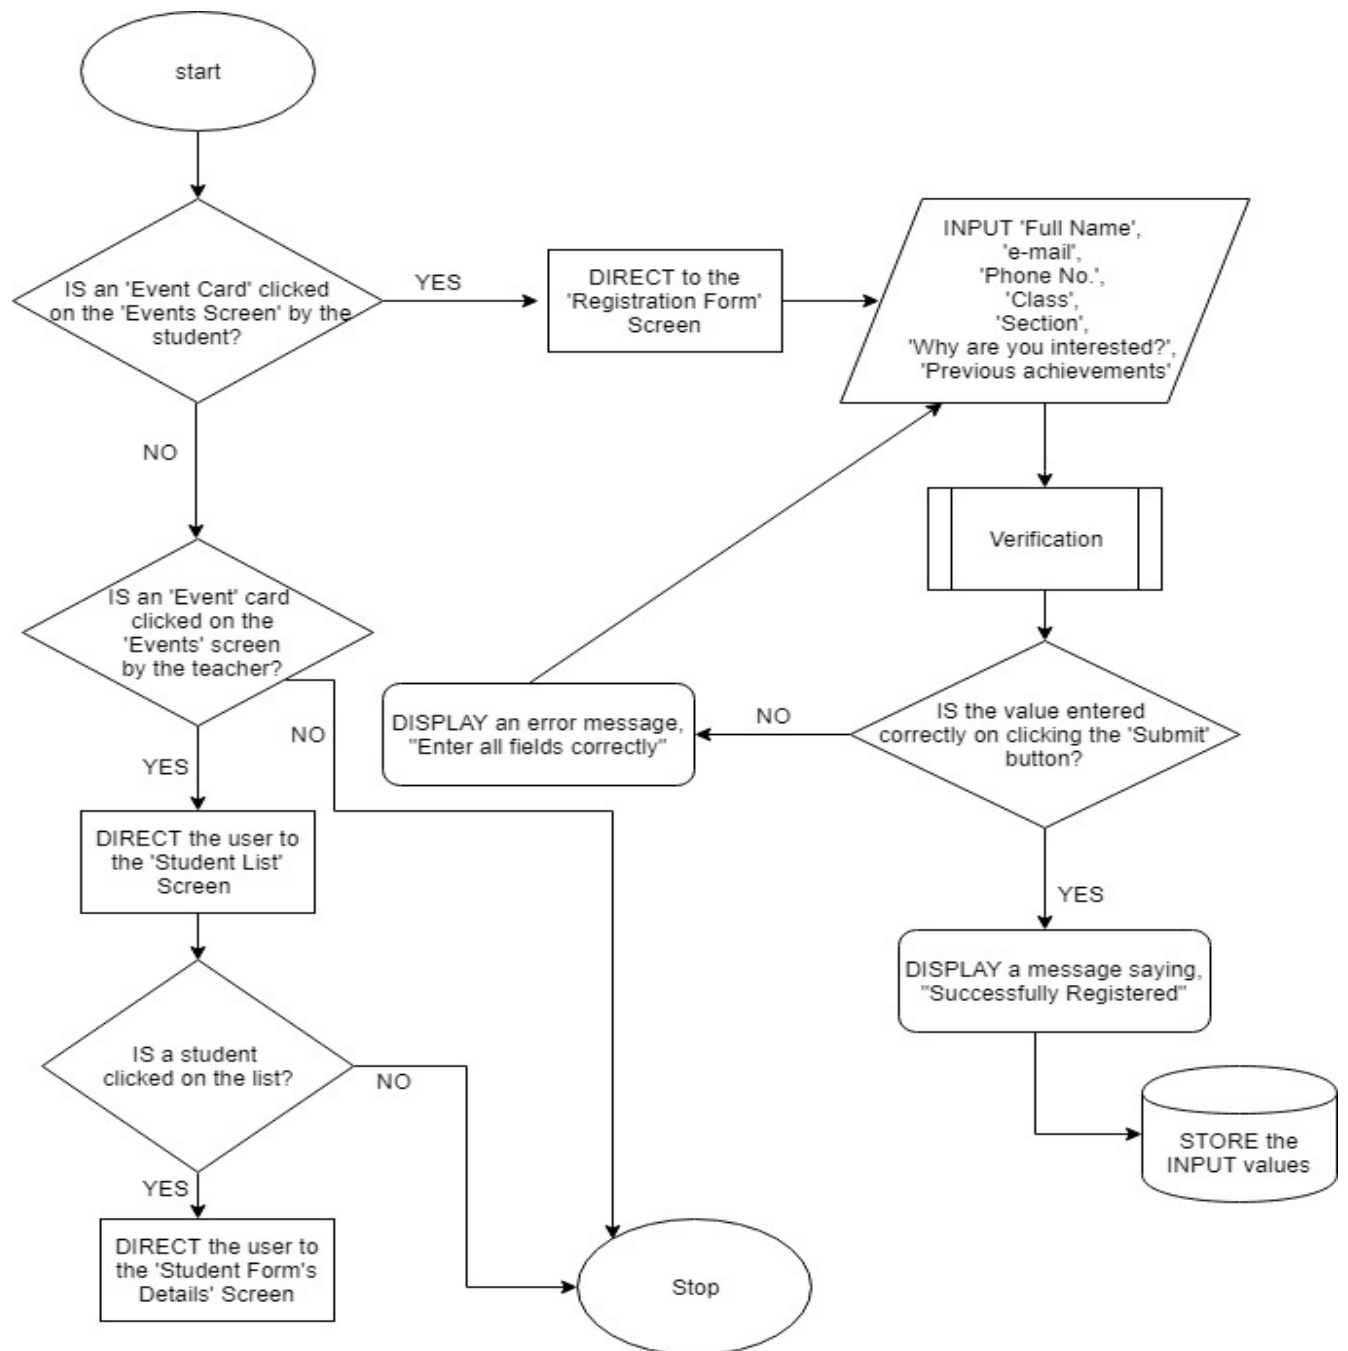 start
IS an 'Event Card' clicked
on the 'Events Screen' by the
student?
YES
DIRECT to the
'Registration Form'
Screen
INPUT 'Full Name',
'e-mail',
'Phone No.',
'Class',
'Section',
'Why are you interested?',
'Previous achievements'
NO
Verification
IS an 'Event' card
clicked on the
'Events' screen
by the teacher?
NO
YES
DISPLAY an error message,
"Enter all fields correctly"
NO
IS the value entered
correctly on clicking the 'Submit'
button?
DIRECT the user to
the 'Student List'
Screen
YES
DISPLAY a message saying,
"Successfully Registered"
IS a student
clicked on the list?
NO
STORE the
INPUT values
YES
DIRECT the user to
the 'Student Form's
Details' Screen
Stop